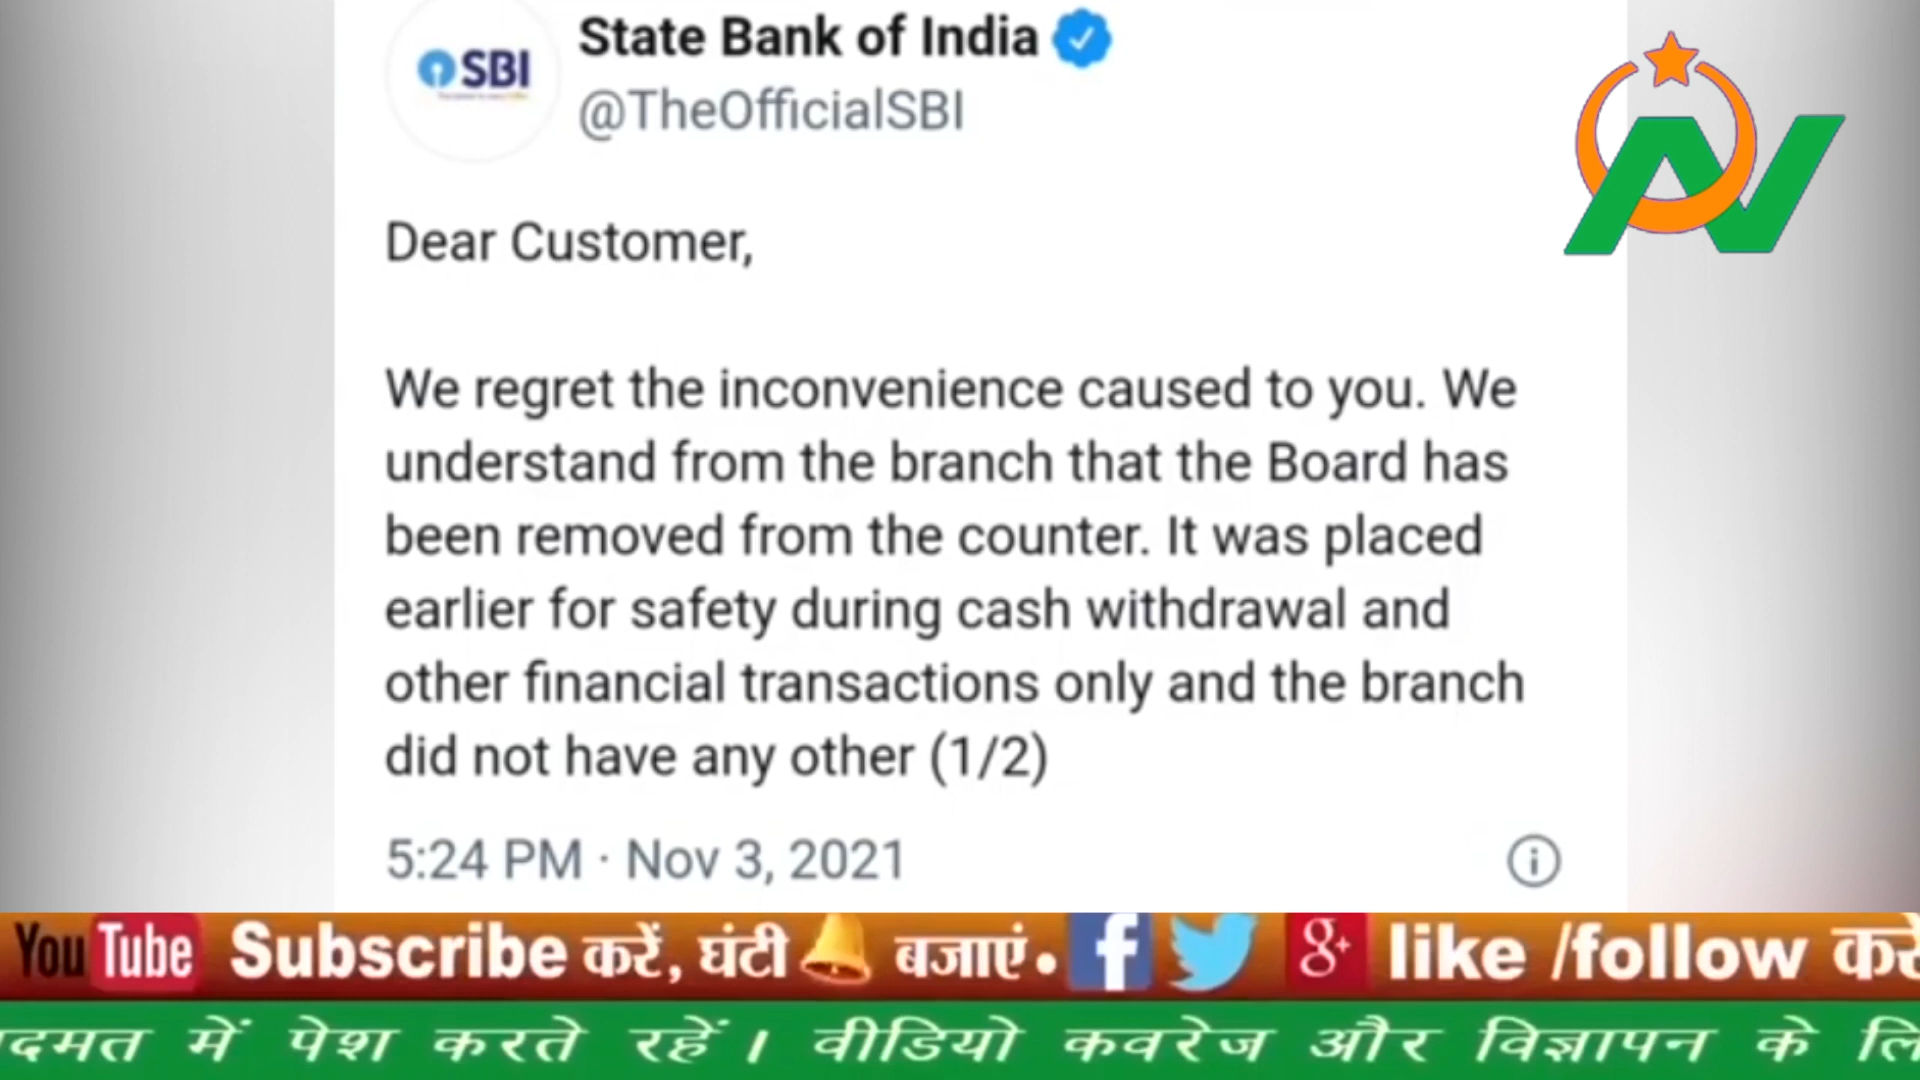 SBI
State Bank of India
@TheOfficialSBI
Dear Customer,
We regret the inconvenience caused to you. We
understand from the branch that the Board has
been removed from the counter. It was placed
earlier for safety during cash withdrawal and
other financial transactions only and the branch
did not have any other (1/2)
5:24 PM · Nov 3, 2021
YouTube Subscribe करें, घंटी बजाएं • f g+ like /follow करे
में पेश करते रहें । वीडियो कवरेज और विज्ञापन के